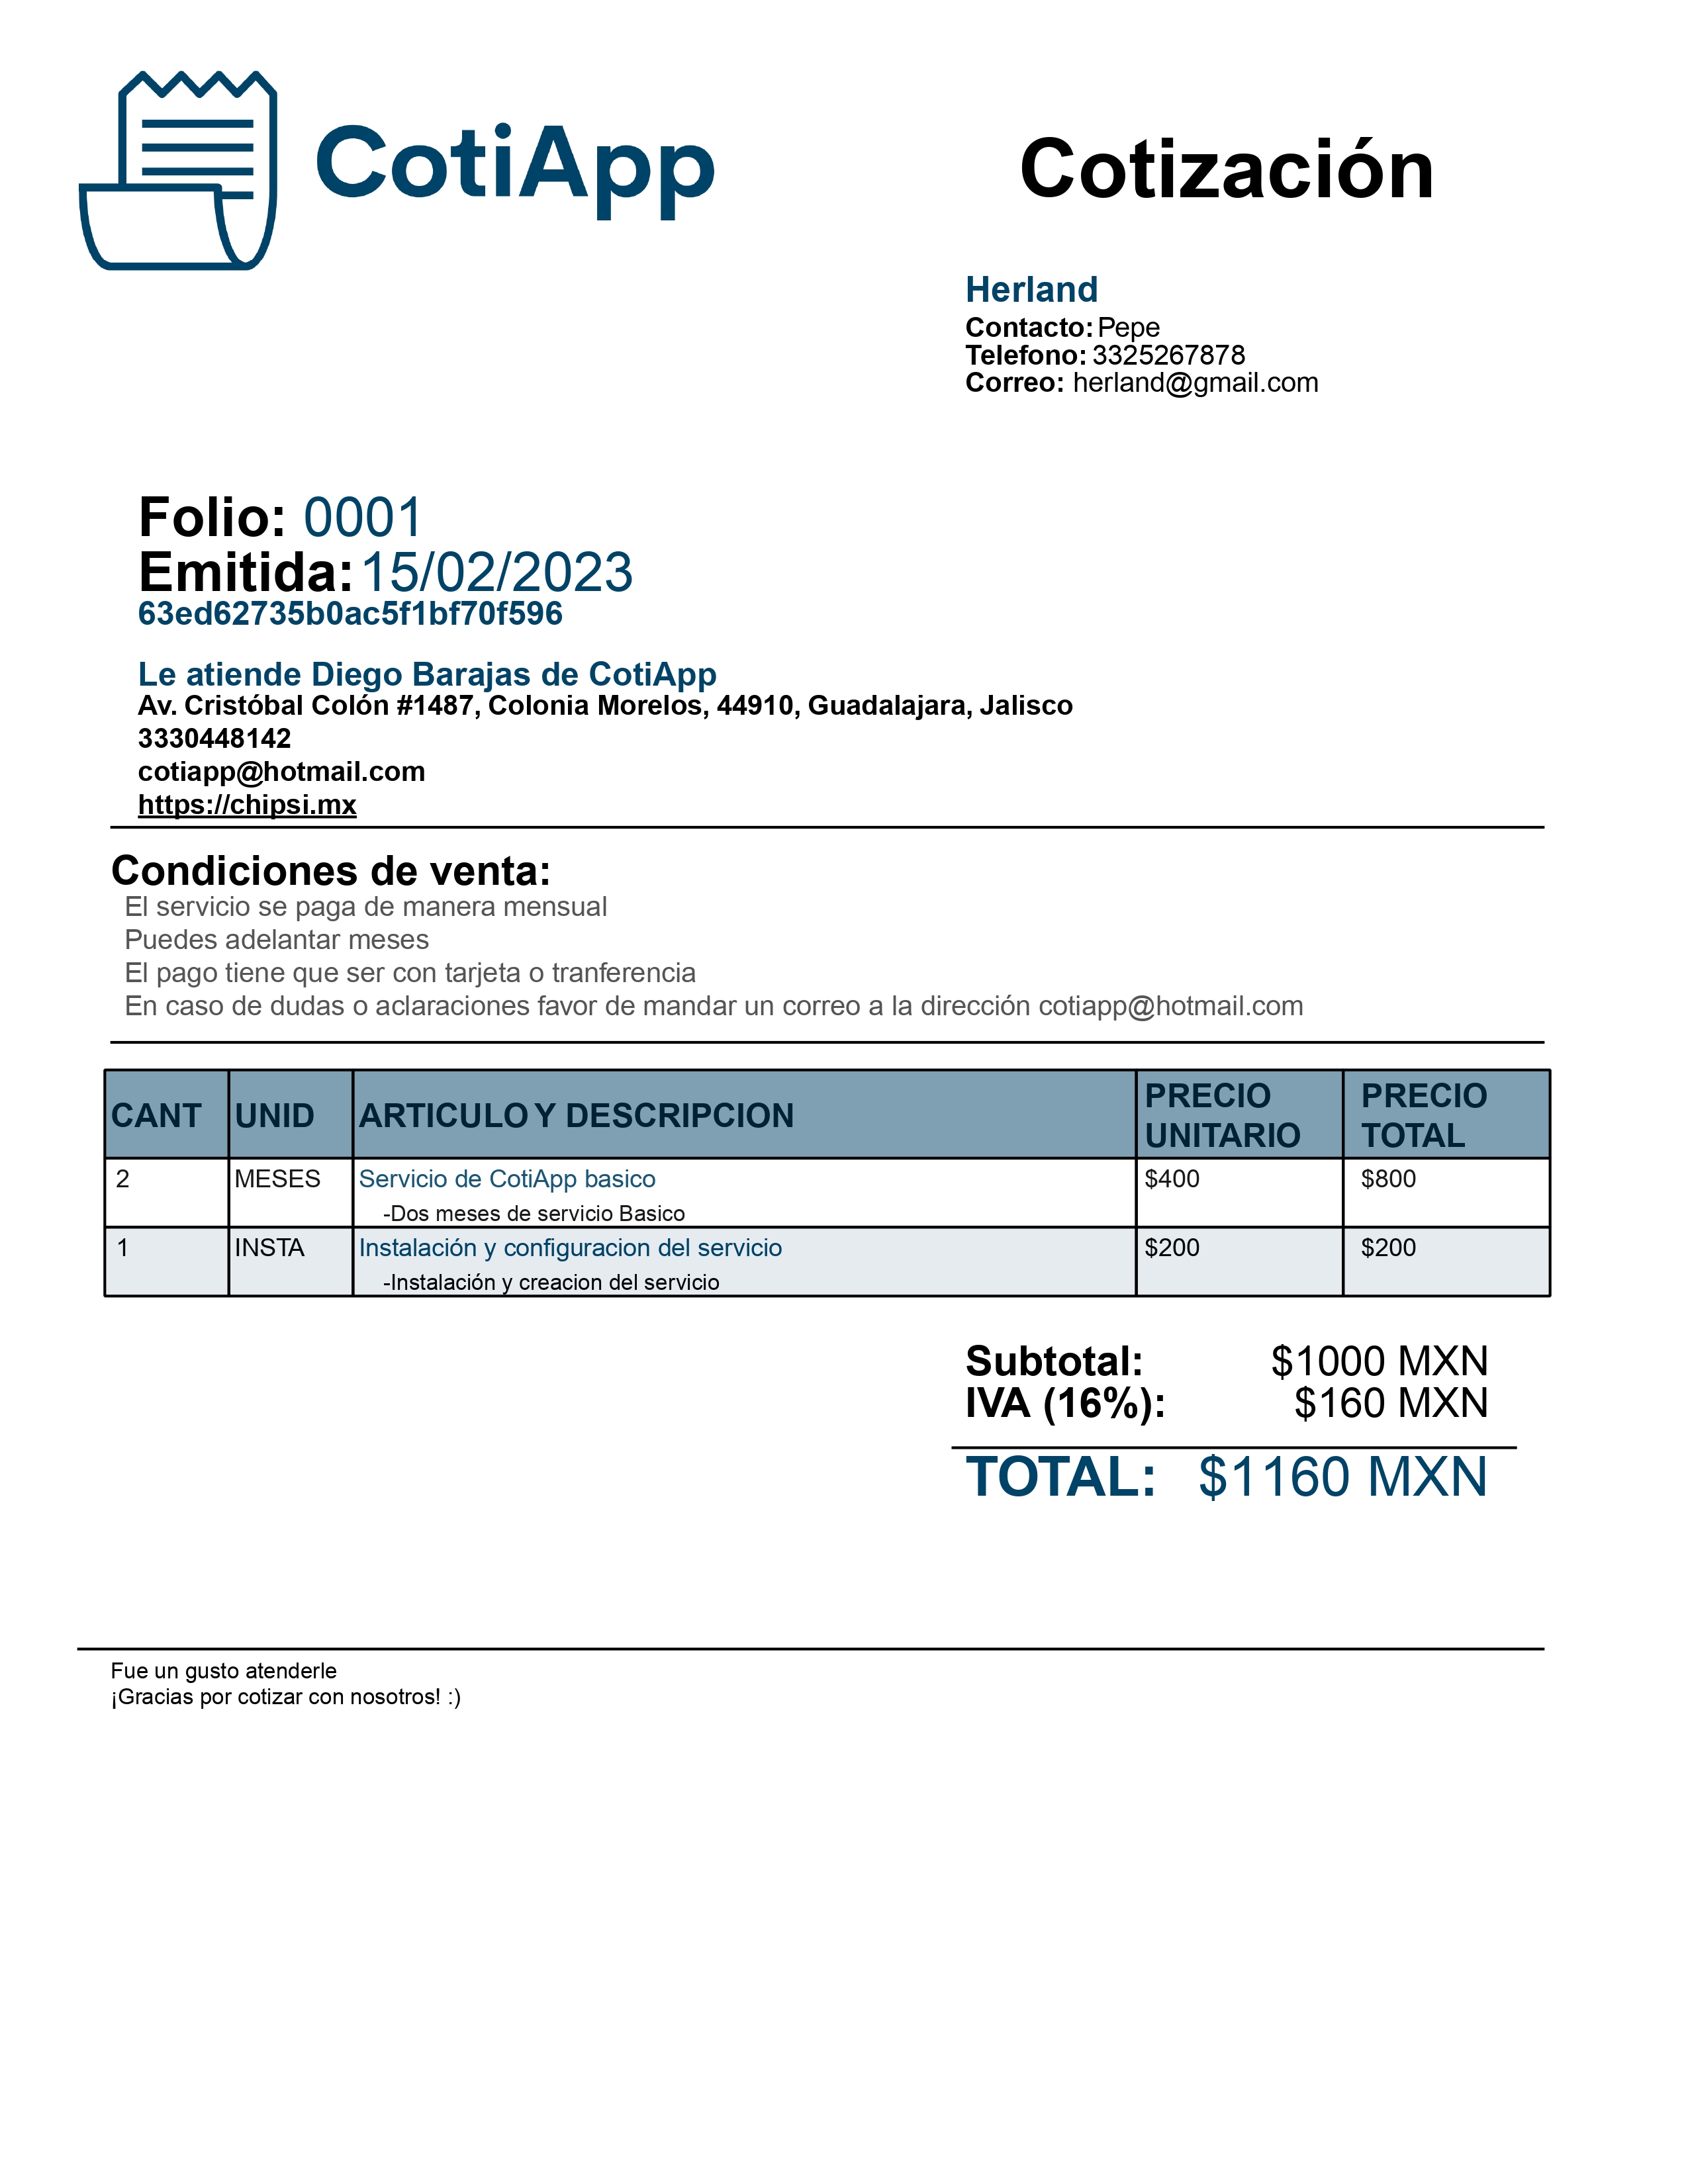 CotiApp
Cotización
Herland
Contacto: Pepe
Telefono: 3325267878
Correo: herland@gmail.com
Folio: 0001
Emitida: 15/02/2023
63ed62735b0ac5f1bf70f596
Le atiende Diego Barajas de CotiApp
Av. Cristóbal Colón #1487, Colonia Morelos, 44910, Guadalajara, Jalisco
3330448142
cotiapp@hotmail.com
https://chipsi.mx
Condiciones de venta:
El servicio se paga de manera mensual
Puedes adelantar meses
El pago tiene que ser con tarjeta o tranferencia
En caso de dudas o aclaraciones favor de mandar un correo a la dirección cotiapp@hotmail.com
CANT UNID ARTICULO Y DESCRIPCION PRECIO UNITARIO PRECIO TOTAL
2 MESES Servicio de CotiApp basico $400 $800
-Dos meses de servicio Basico
1 INSTA Instalación y configuracion del servicio $200 $200
-Instalación y creacion del servicio
Subtotal: $1000 MXN
IVA (16%): $160 MXN
TOTAL: $1160 MXN
Fue un gusto atenderle
¡Gracias por cotizar con nosotros! :)